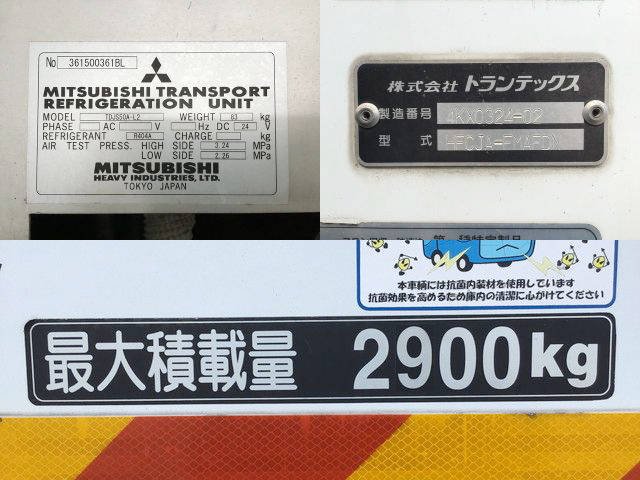 No 361500361BL
MITSUBISHI TRANSPORT
REFRIGERATION UNIT
MODEL TDJS50A-L2 WEIGHT 83 kg
PHASE AC V Hz DC 24 V
REFRIGERANT R404A CHARGE kg
AIR TEST PRESS. HIGH SIDE 3.24 MPa
LOW SIDE 2.26 MPa
MITSUBISHI
HEAVY INDUSTRIES, LTD.
TOKYO JAPAN
株式会社 トランテックス
製造番号 4KX0324-02
型式
本車輌には抗菌内装材を使用しています
抗菌効果を高めるため庫内の清潔に心がけてください
最大積載量 2900kg